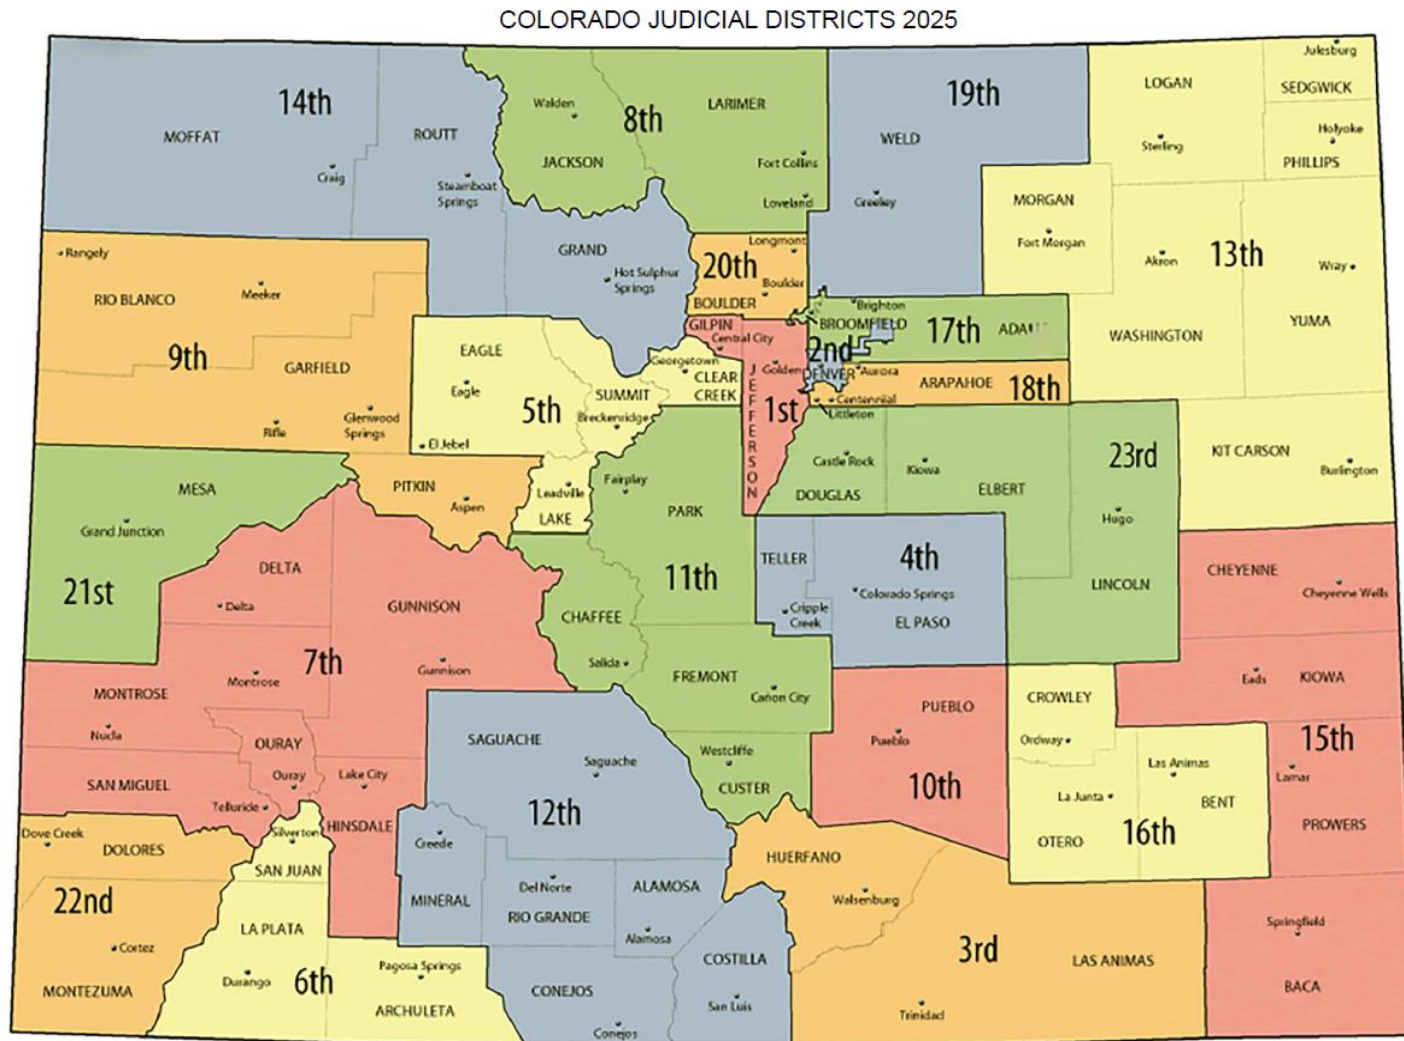 COLORADO JUDICIAL DISTRICTS 2025
14th
MOFFAT
Craig
ROUTT
Steamboat
Springs
8th
Walden
JACKSON
LARIMER
Fort Collins
Loveland
GRAND
Hot Sulphur
Springs
19th
WELD
Greeley
LOGAN
Sterling
Julesburg
SEDGWICK
Holyoke
PHILLIPS
MORGAN
Fort Morgan
13th
Akron
WASHINGTON
Wray
YUMA
KIT CARSON
Burlington
Rangely
RIO BLANCO
Meeker
9th
GARFIELD
Rifle
Glenwood
Springs
PITKIN
Aspen
20th
Longmont
Boulder
BOULDER
GILPIN
Central City
Golden
JEFFERSON
1st
BROOMFIELD
Brighton
17th
2nd
DENVER
Aurora
ARAPAHOE
18th
Centennial
Littleton
EAGLE
Eagle
El Jebel
5th
SUMMIT
Breckenridge
Georgetown
CLEAR
CREEK
Leadville
LAKE
MESA
Grand Junction
21st
Fairplay
PARK
11th
CHAFFEE
Salida
FREMONT
Cañon City
Westcliffe
CUSTER
Castle Rock
DOUGLAS
Kiowa
ELBERT
23rd
Hugo
LINCOLN
TELLER
Cripple
Creek
4th
Colorado Springs
EL PASO
CHEYENNE
Cheyenne Wells
Eads
KIOWA
15th
Lamar
PROWERS
Springfield
BACA
DELTA
Delta
GUNNISON
Gunnison
7th
MONTROSE
Montrose
Nucla
OURAY
Ouray
SAN MIGUEL
Telluride
Lake City
HINSDALE
SAGUACHE
Saguache
12th
Creede
MINERAL
Del Norte
RIO GRANDE
ALAMOSA
Alamosa
CONEJOS
Conejos
COSTILLA
San Luis
PUEBLO
Pueblo
10th
CROWLEY
Ordway
Las Animas
La Junta
BENT
OTERO
16th
Dove Creek
DOLORES
22nd
Cortez
MONTEZUMA
Silverton
SAN JUAN
LA PLATA
Durango
6th
Pagosa Springs
ARCHULETA
HUERFANO
Walsenburg
3rd
LAS ANIMAS
Trinidad